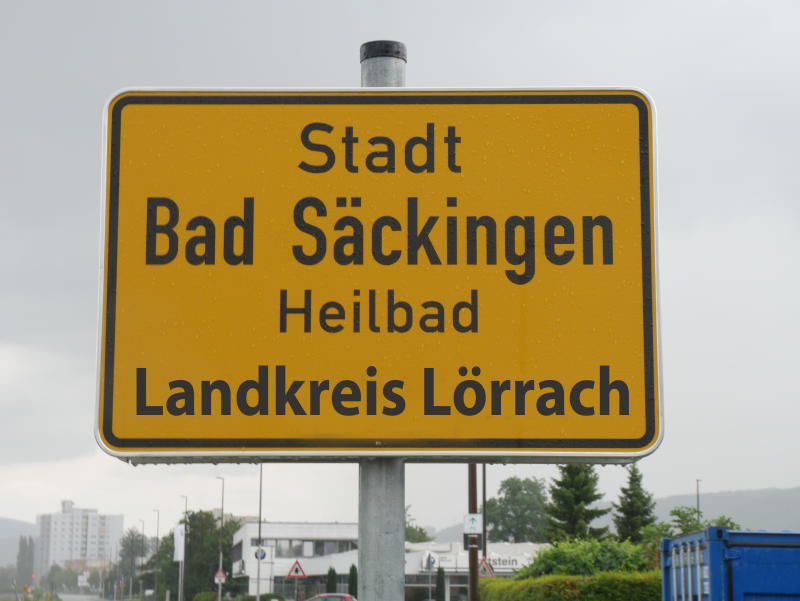 Stadt
Bad Säckingen
Heilbad
Landkreis Lörrach